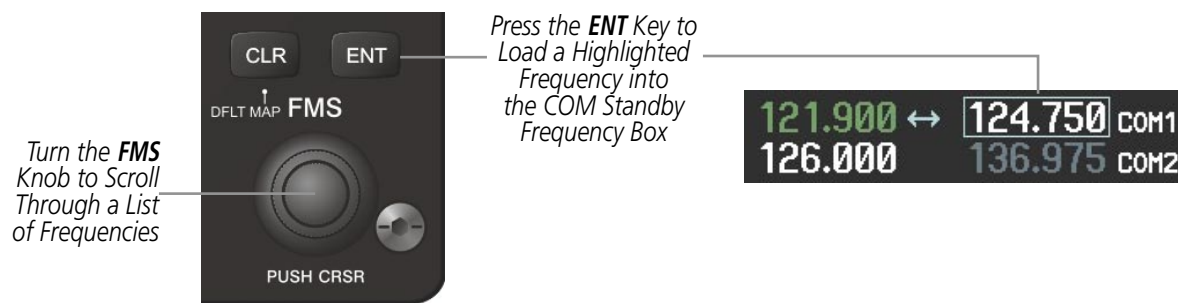 Press the ENT Key to
Load a Highlighted
Frequency into
the COM Standby
Frequency Box
CLR
ENT
DFLT MAP
FMS
Turn the FMS
Knob to Scroll
Through a List
of Frequencies
PUSH CRSR
121.900 ↔ 124.750 COM1
126.000 136.975 COM2